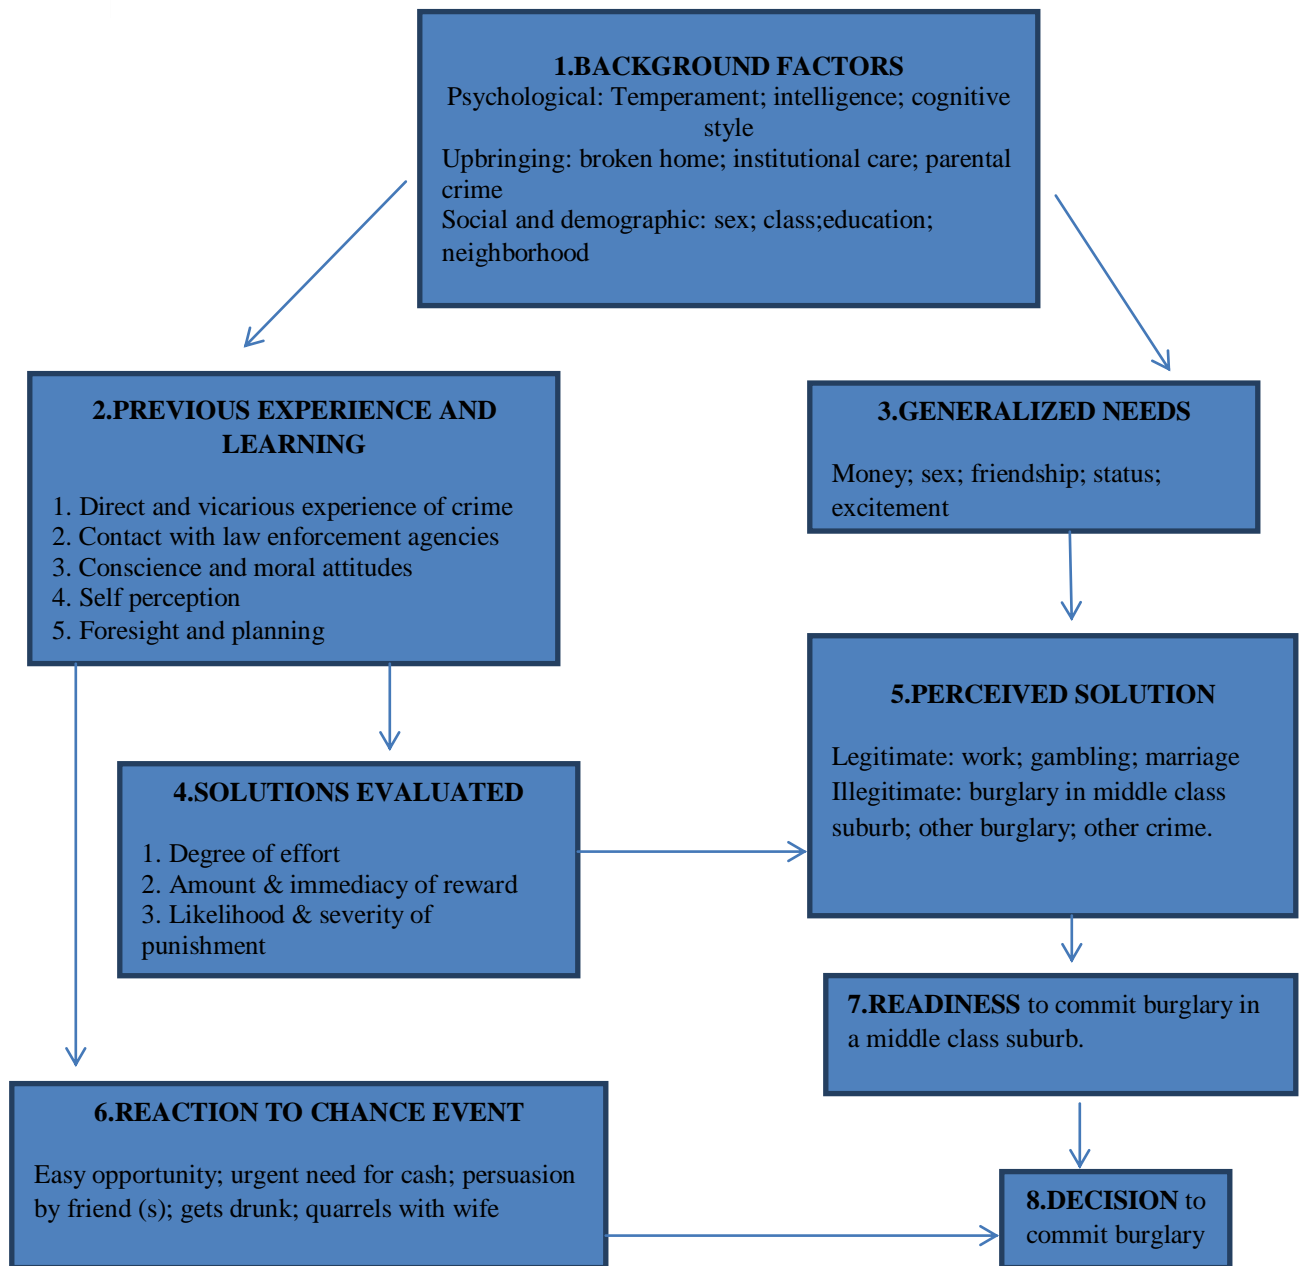 1.BACKGROUND FACTORS
Psychological: Temperament; intelligence; cognitive
style
Upbringing: broken home; institutional care; parental
crime
Social and demographic: sex; class;education;
neighborhood
2.PREVIOUS EXPERIENCE AND
LEARNING
1. Direct and vicarious experience of crime
2. Contact with law enforcement agencies
3. Conscience and moral attitudes
4. Self perception
5. Foresight and planning
3.GENERALIZED NEEDS
Money; sex; friendship; status;
excitement
4.SOLUTIONS EVALUATED
1. Degree of effort
2. Amount & immediacy of reward
3. Likelihood & severity of
punishment
5.PERCEIVED SOLUTION
Legitimate: work; gambling; marriage
Illegitimate: burglary in middle class
suburb; other burglary; other crime.
6.REACTION TO CHANCE EVENT
Easy opportunity; urgent need for cash; persuasion
by friend (s); gets drunk; quarrels with wife
7.READINESS to commit burglary in
a middle class suburb.
8.DECISION to
commit burglary